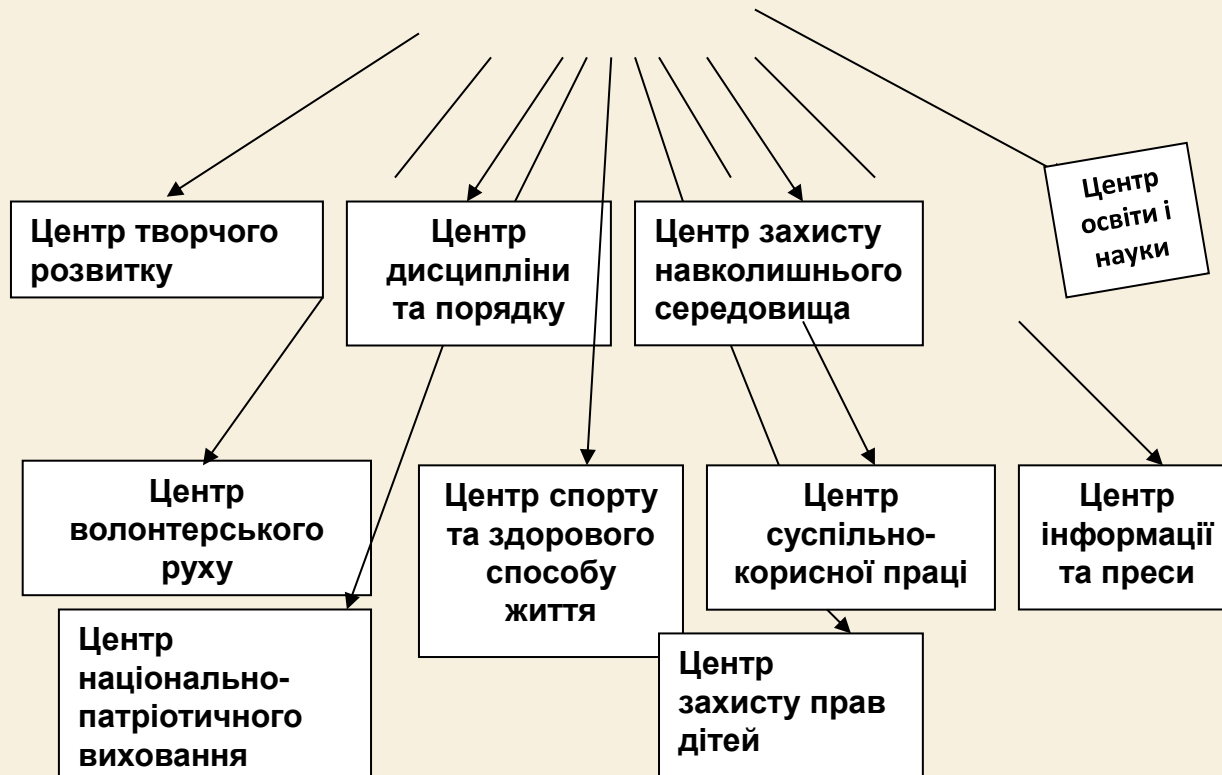 Центр творчого
розвитку
Центр
дисципліни
та порядку
Центр захисту
навколишнього
середовища
Центр
освіти і
науки
Центр
волонтерського
руху
Центр спорту
та здорового
способу
життя
Центр
суспільно-
корисної праці
Центр
інформації
та преси
Центр
національно-
патріотичного
виховання
Центр
захисту прав
дітей